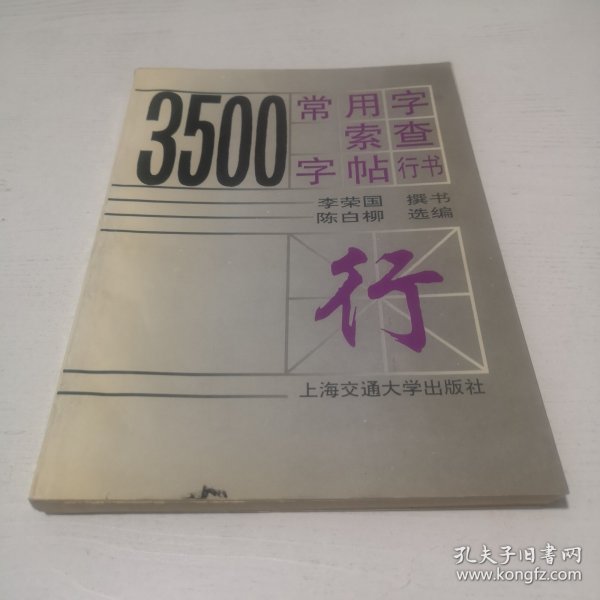 3500
常用字
索查
字帖行书
李荣国 撰书
陈白柳 选编
行
上海交通大学出版社
孔夫子旧书网
www.kongfz.com